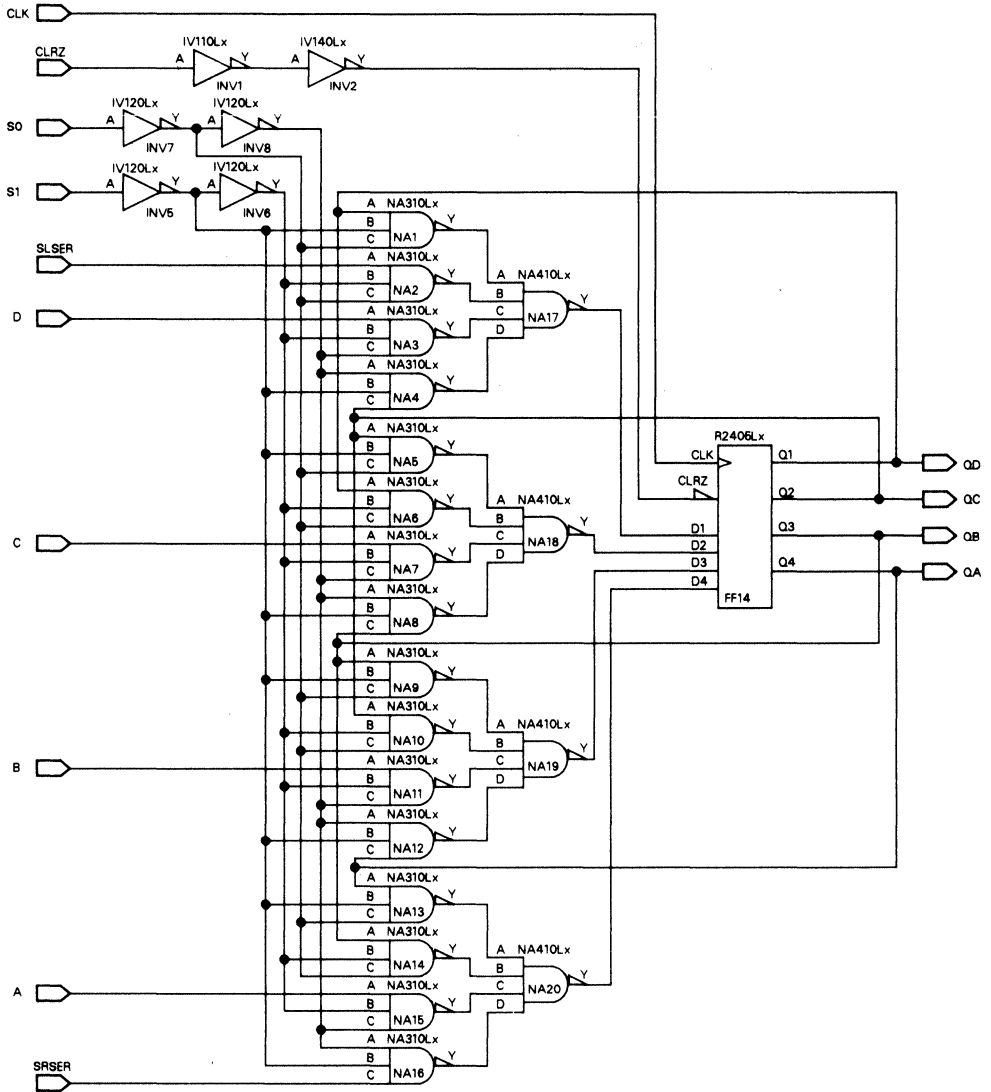 CLK
CLRZ
IV110Lx
IV140Lx
A
Y
A
Y
INV1
INV2
IV120Lx
IV120Lx
S0
A
Y
A
Y
INV7
INV8
IV120Lx
IV120Lx
S1
A
Y
A
Y
INV5
INV6
A NA310Lx
B
C
NA1
Y
SLSER
A NA310Lx
B
C
NA2
Y
A NA410Lx
B
C
D
NA17
Y
D
A NA310Lx
B
C
NA3
Y
A NA310Lx
B
C
NA4
Y
A NA310Lx
B
C
NA5
Y
A NA310Lx
B
C
NA6
Y
A NA410Lx
B
C
D
NA18
Y
C
A NA310Lx
B
C
NA7
Y
A NA310Lx
B
C
NA8
Y
R2406Lx
CLK
CLRZ
D1
D2
D3
D4
Q1
Q2
Q3
Q4
FF14
QD
QC
QB
QA
A NA310Lx
B
C
NA9
Y
A NA310Lx
B
C
NA10
Y
A NA410Lx
B
C
D
NA19
Y
B
A NA310Lx
B
C
NA11
Y
A NA310Lx
B
C
NA12
Y
A NA310Lx
B
C
NA13
Y
A NA310Lx
B
C
NA14
Y
A NA410Lx
B
C
D
NA20
Y
A
A NA310Lx
B
C
NA15
Y
A NA310Lx
B
C
NA16
Y
SRSER